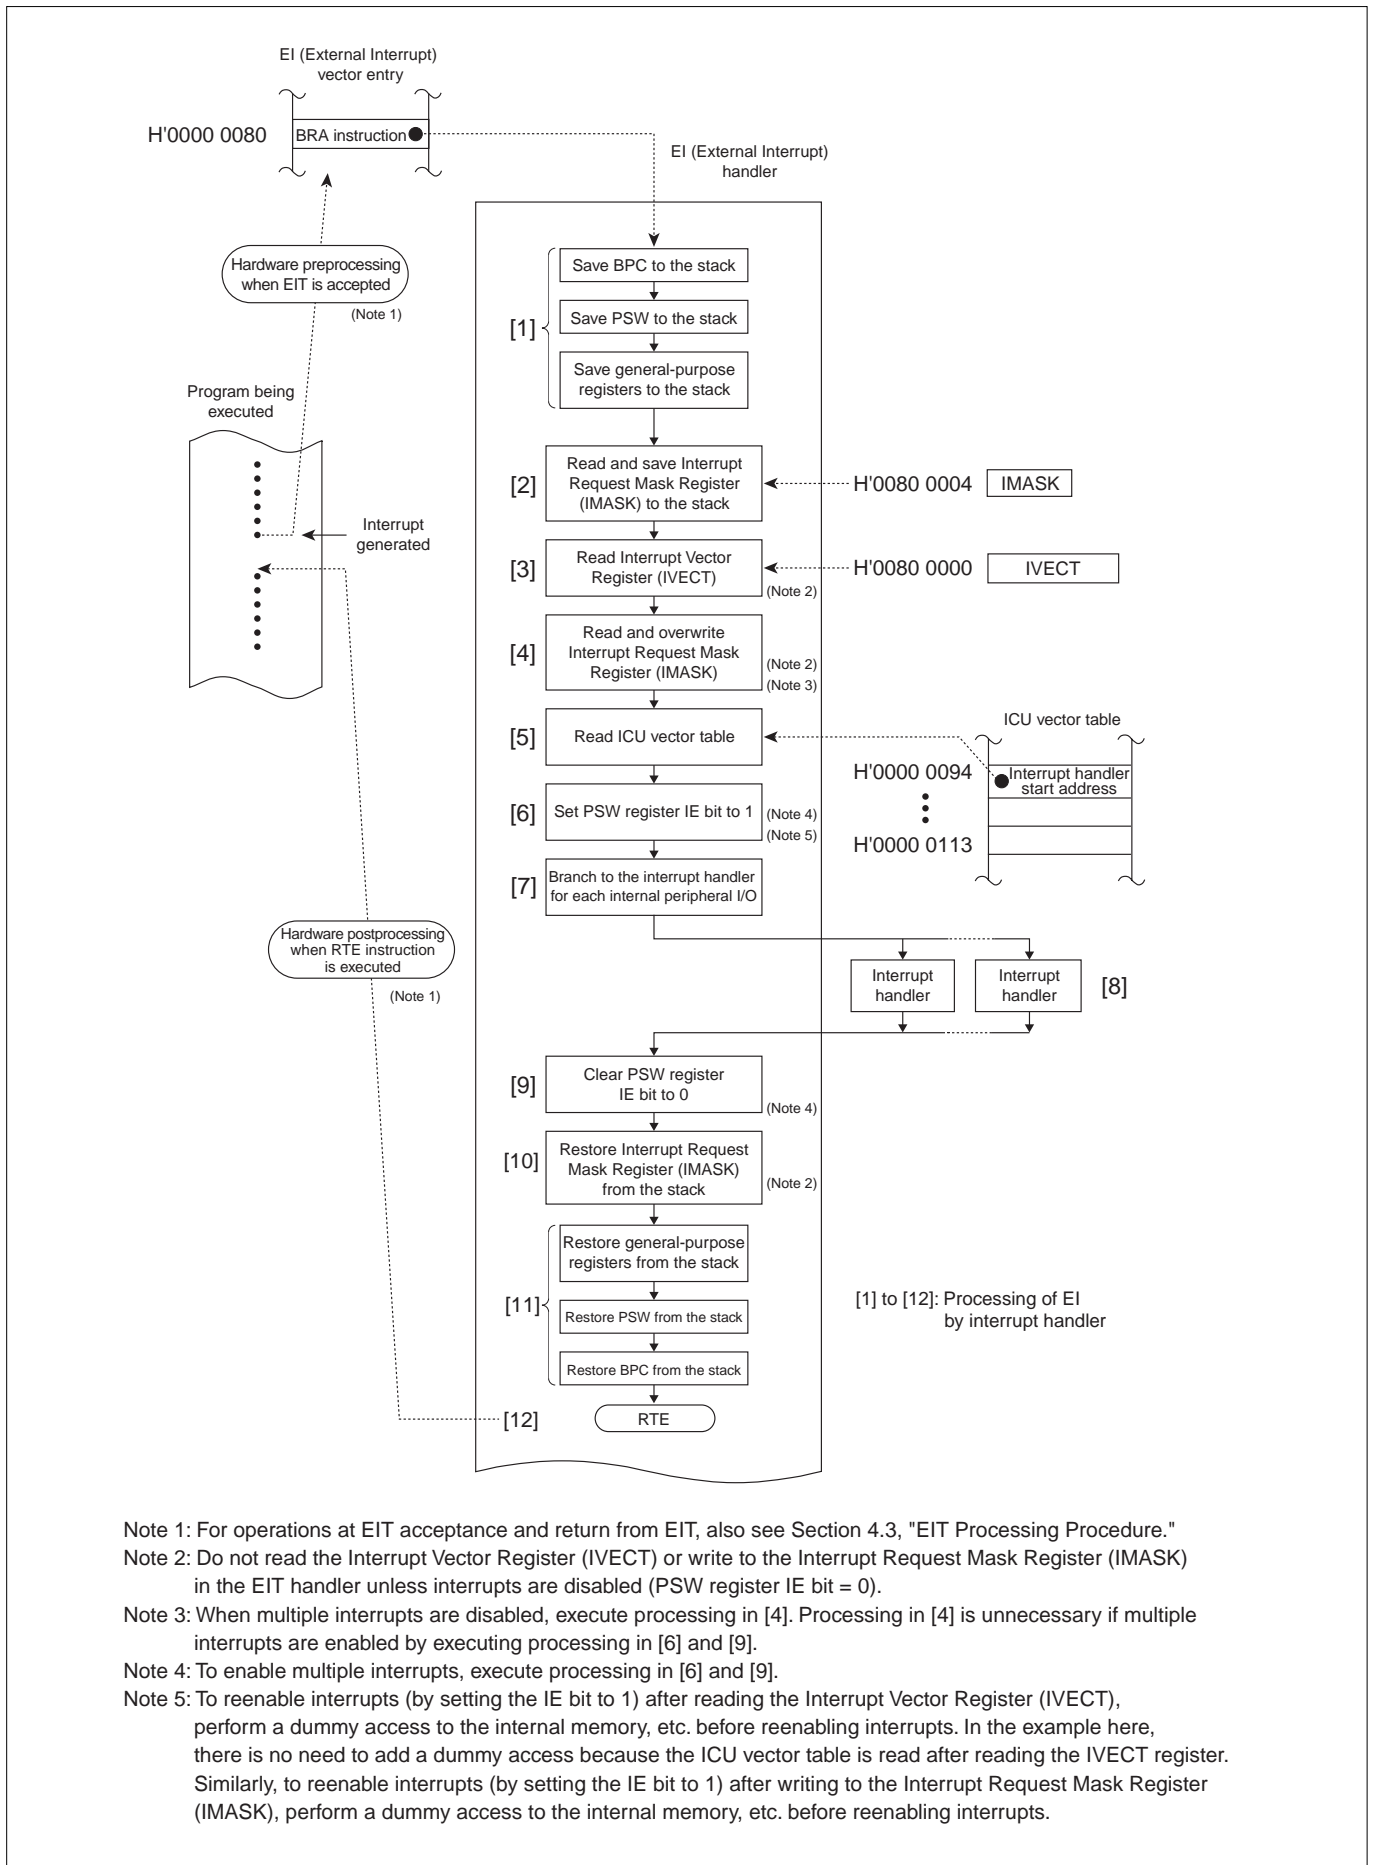 EI (External Interrupt)
vector entry
H'0000 0080
BRA instruction
EI (External Interrupt)
handler
Hardware preprocessing
when EIT is accepted
(Note 1)
Save BPC to the stack
[1]
Save PSW to the stack
Save general-purpose
registers to the stack
Program being
executed
Interrupt
generated
[2]
Read and save Interrupt
Request Mask Register
(IMASK) to the stack
H'0080 0004
IMASK
[3]
Read Interrupt Vector
Register (IVECT)
(Note 2)
H'0080 0000
IVECT
[4]
Read and overwrite
Interrupt Request Mask
Register (IMASK)
(Note 2)
(Note 3)
[5]
Read ICU vector table
ICU vector table
H'0000 0094
Interrupt handler
start address
H'0000 0113
[6]
Set PSW register IE bit to 1
(Note 4)
(Note 5)
[7]
Branch to the interrupt handler
for each internal peripheral I/O
Hardware postprocessing
when RTE instruction
is executed
(Note 1)
Interrupt
handler
Interrupt
handler
[8]
[9]
Clear PSW register
IE bit to 0
(Note 4)
[10]
Restore Interrupt Request
Mask Register (IMASK)
from the stack
(Note 2)
Restore general-purpose
registers from the stack
[11]
Restore PSW from the stack
Restore BPC from the stack
[1] to [12]: Processing of EI
by interrupt handler
[12]
RTE
Note 1: For operations at EIT acceptance and return from EIT, also see Section 4.3, "EIT Processing Procedure."
Note 2: Do not read the Interrupt Vector Register (IVECT) or write to the Interrupt Request Mask Register (IMASK)
in the EIT handler unless interrupts are disabled (PSW register IE bit = 0).
Note 3: When multiple interrupts are disabled, execute processing in [4]. Processing in [4] is unnecessary if multiple
interrupts are enabled by executing processing in [6] and [9].
Note 4: To enable multiple interrupts, execute processing in [6] and [9].
Note 5: To reenable interrupts (by setting the IE bit to 1) after reading the Interrupt Vector Register (IVECT),
perform a dummy access to the internal memory, etc. before reenabling interrupts. In the example here,
there is no need to add a dummy access because the ICU vector table is read after reading the IVECT register.
Similarly, to reenable interrupts (by setting the IE bit to 1) after writing to the Interrupt Request Mask Register
(IMASK), perform a dummy access to the internal memory, etc. before reenabling interrupts.